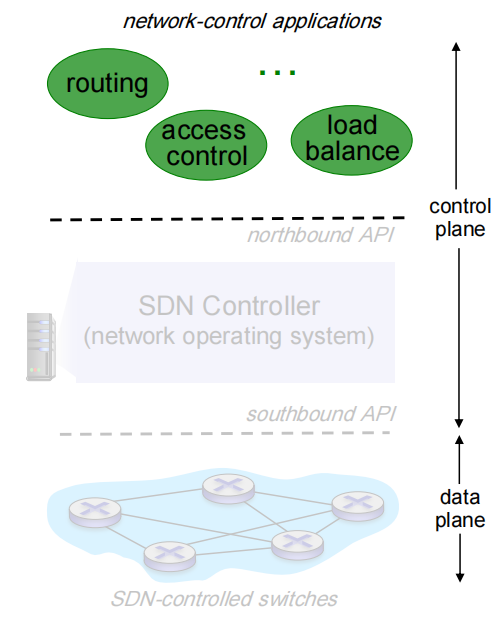 network-control applications
routing
...
access
control
load
balance
control
plane
northbound API
SDN Controller
(network operating system)
southbound API
data
plane
SDN-controlled switches